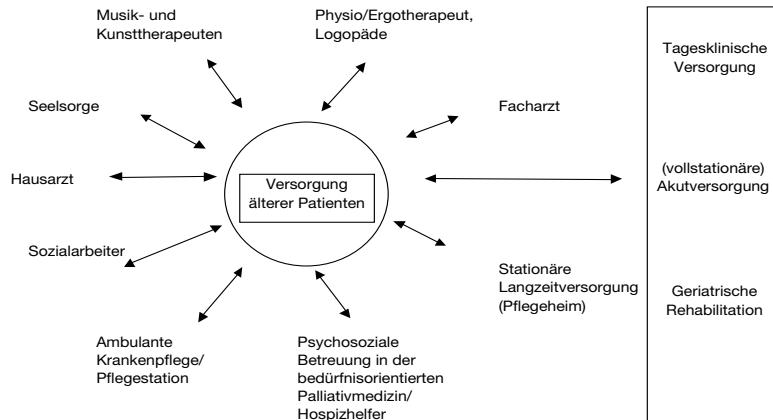 Musik- und
Kunsttherapeuten
Physio/Ergotherapeut,
Logopäde
Tagesklinische
Versorgung
Seelsorge
Facharzt
Hausarzt
Versorgung
älterer Patienten
(vollstationäre)
Akutversorgung
Sozialarbeiter
Stationäre
Langzeitversorgung
(Pflegeheim)
Geriatrische
Rehabilitation
Ambulante
Krankenpflege/
Pflegestation
Psychosoziale
Betreuung in der
bedürfnisorientierten
Palliativmedizin/
Hospizhelfer